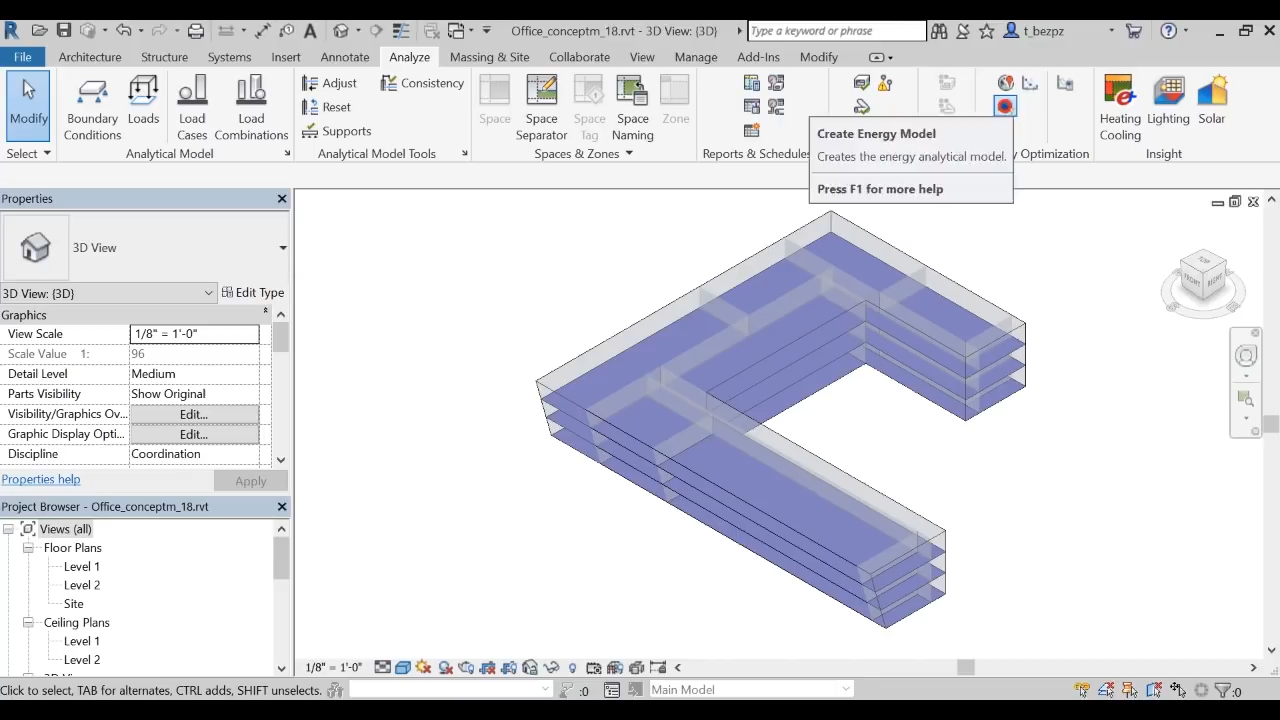 Office_conceptm_18.rvt - 3D View: {3D}
Type a keyword or phrase
t_bezpz
File Architecture Structure Systems Insert Annotate Analyze Massing & Site Collaborate View Manage Add-Ins Modify
Modify
Boundary Conditions
Loads
Load Cases
Load Combinations
Adjust
Reset
Supports
Consistency
Space
Space Separator
Space Tag
Space Naming
Zone
Heating Cooling
Lighting
Solar
Select
Analytical Model
Analytical Model Tools
Spaces & Zones
Reports & Schedules
Optimization
Insight
Create Energy Model
Creates the energy analytical model.
Press F1 for more help
Properties
3D View
3D View: {3D}
Edit Type
Graphics
View Scale 1/8" = 1'-0"
Scale Value 1: 96
Detail Level Medium
Parts Visibility Show Original
Visibility/Graphics Ov... Edit...
Graphic Display Opti... Edit...
Discipline Coordination
Properties help
Apply
Project Browser - Office_conceptm_18.rvt
Views (all)
Floor Plans
Level 1
Level 2
Site
Ceiling Plans
Level 1
Level 2
TOP
FRONT
RIGHT
1/8" = 1'-0"
Click to select, TAB for alternates, CTRL adds, SHIFT unselects.
:0
Main Model
:0